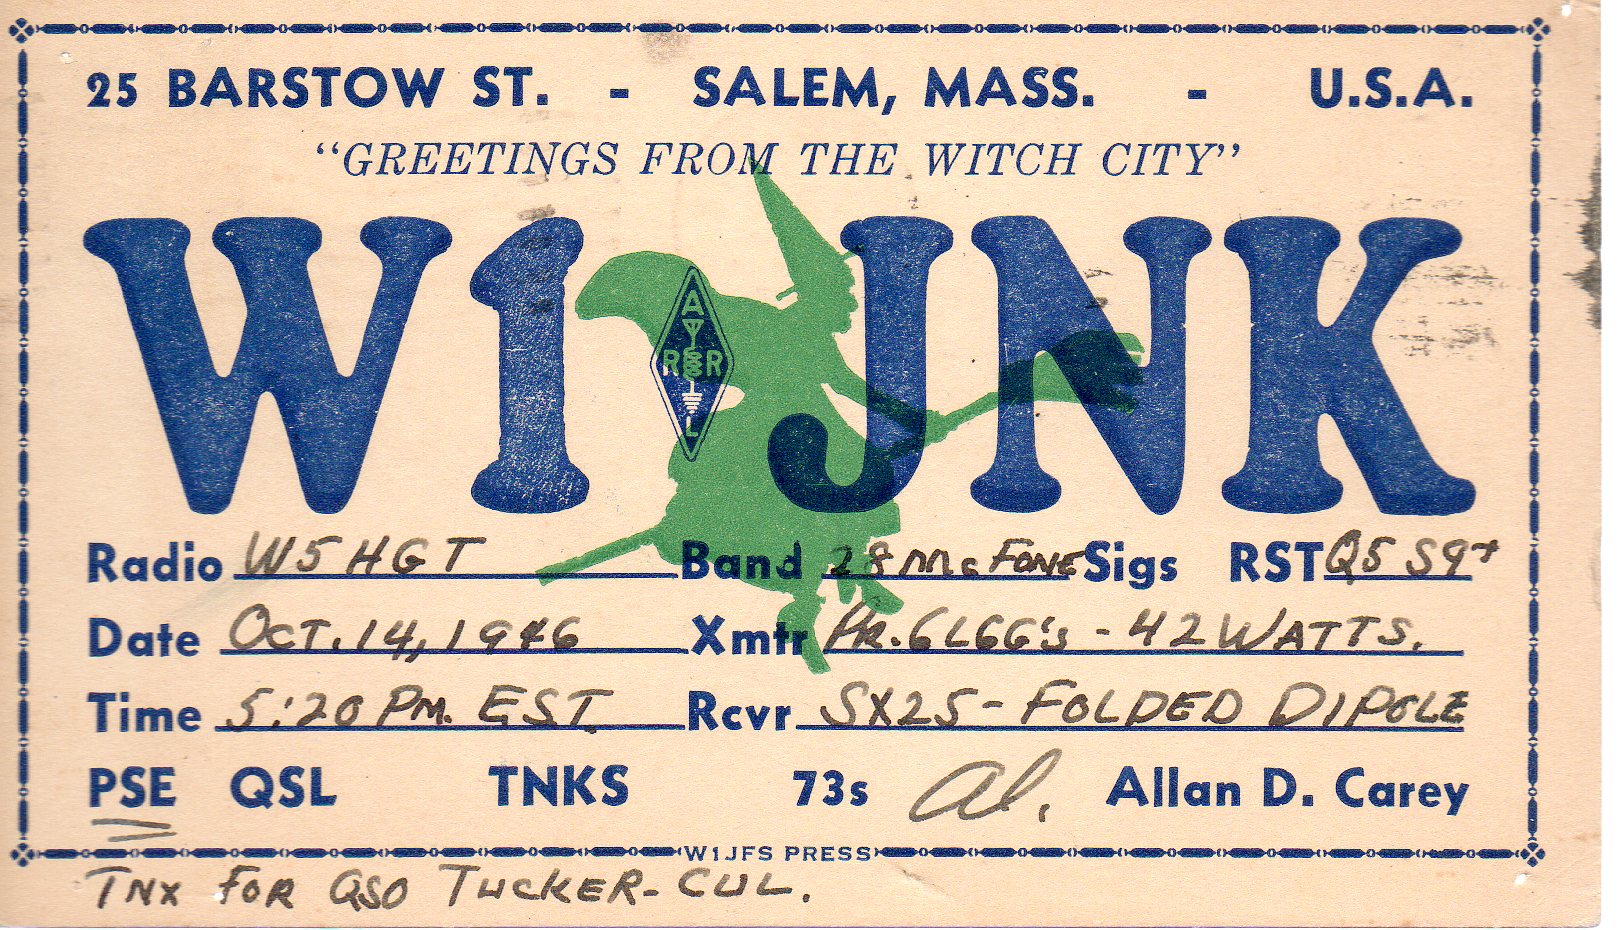 25 BARSTOW ST. - SALEM, MASS. - U.S.A.
"GREETINGS FROM THE WITCH CITY"
W1JNK
A
R R
L
Radio W5HGT Band 28 Mc FONE Sigs RST Q5 S9+
Date OCT. 14, 1946 Xmtr PR. 6L6G's - 42 WATTS.
Time 5:20 PM. EST Rcvr SX25 - FOLDED DIPOLE
PSE QSL TNKS 73s Al. Allan D. Carey
W1JFS PRESS
TNX FOR QSO TUCKER - CUL.